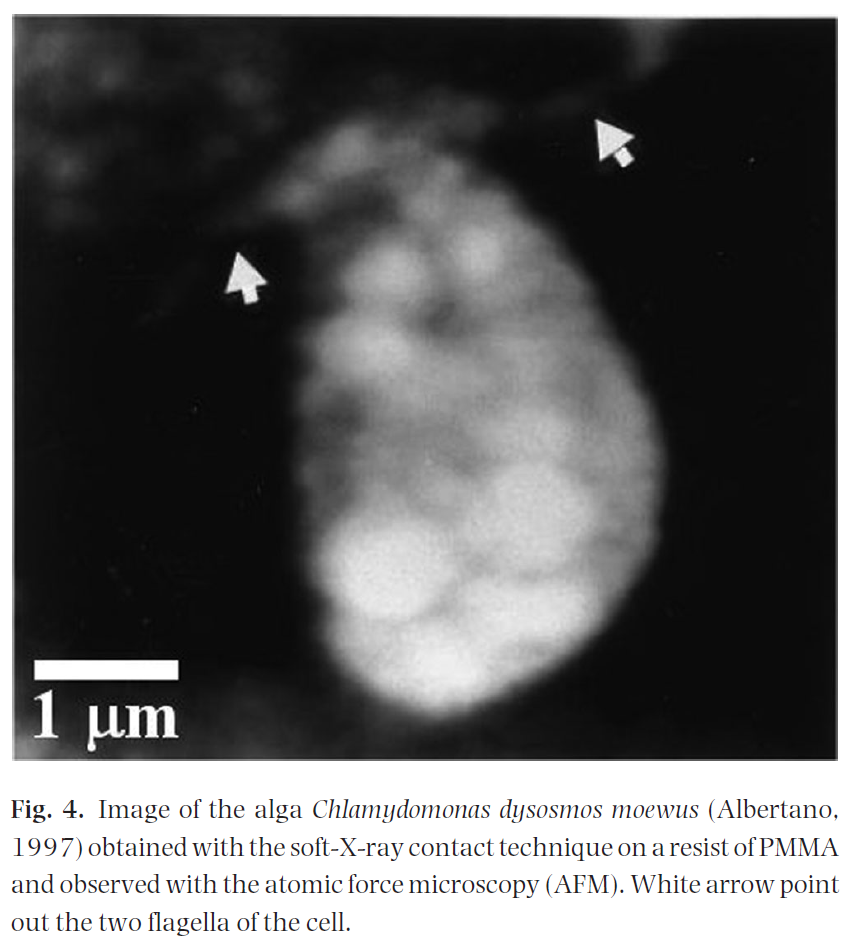 1 μm
Fig. 4. Image of the alga Chlamydomonas dysosmos moewus (Albertano,
1997) obtained with the soft-X-ray contact technique on a resist of PMMA
and observed with the atomic force microscopy (AFM). White arrow point
out the two flagella of the cell.